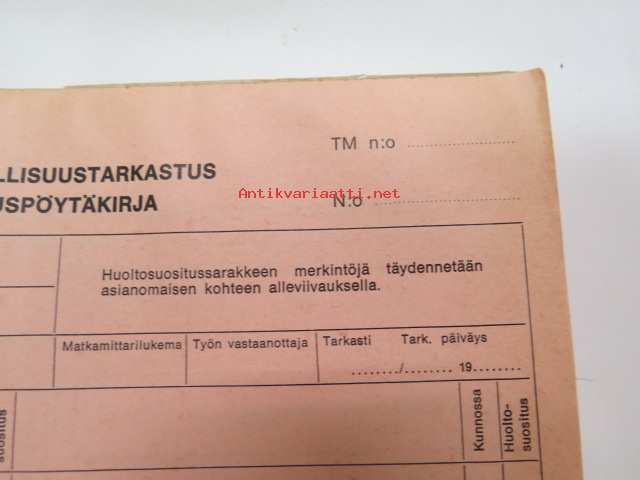 TM n:o ....................
LLISUUSTARKASTUS
Antikvariaatti.net
N:o ....................
USPÖYTÄKIRJA
Huoltosuositussarakkeen merkintöjä täydennetään
asianomaisen kohteen alleviivauksella.
Matkamittarilukema
Työn vastaanottaja
Tarkasti
Tark. päiväys
......../........ 19........
suositus
Kunnossa
Huolto-
suositus